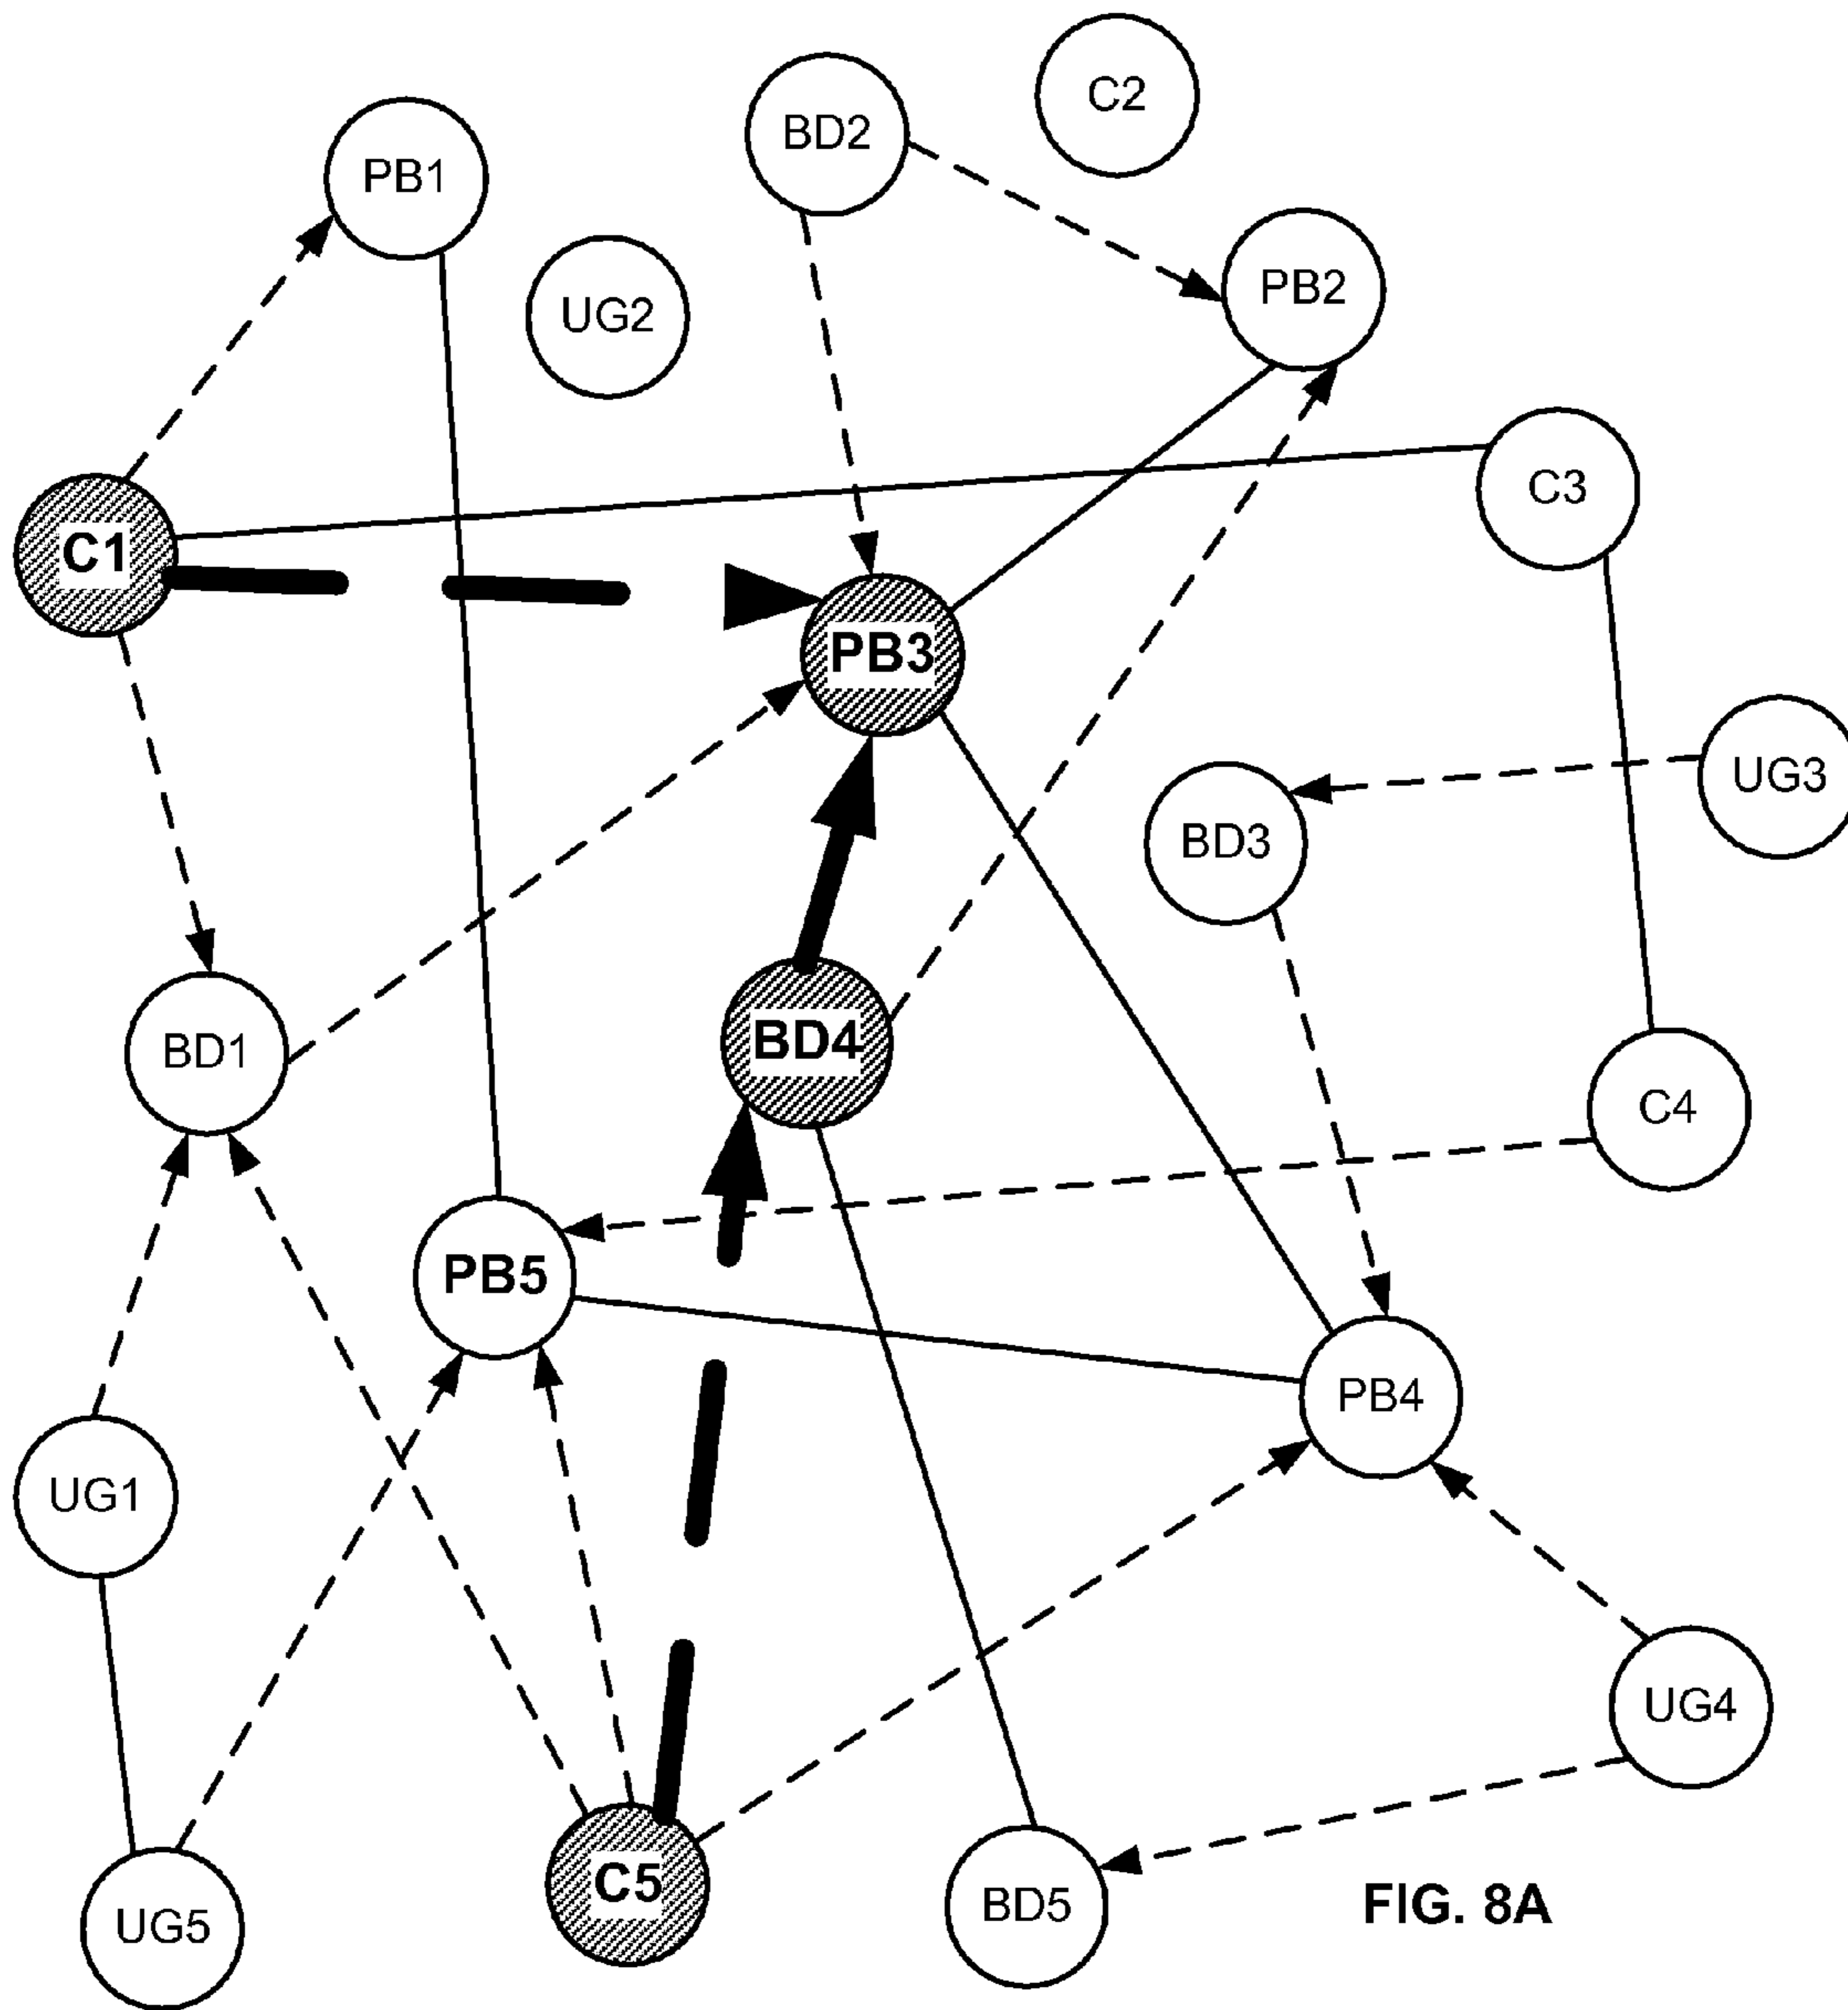 C2
BD2
PB1
PB2
UG2
C3
C1
PB3
UG3
BD3
BD4
BD1
C4
PB5
PB4
UG1
UG4
C5
BD5
FIG. 8A
UG5